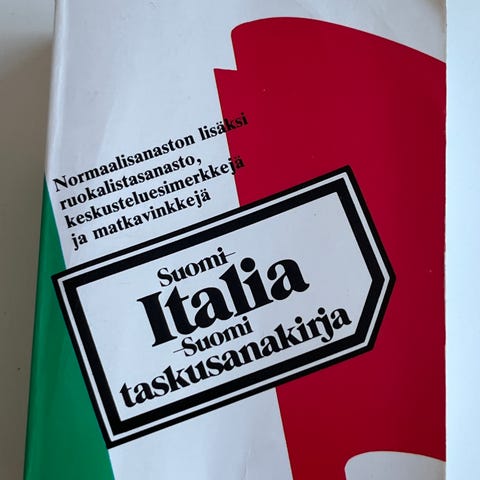 Normaalisanaston lisäksi
ruokalistasanasto,
keskusteluesimerkkejä
ja matkavinkkejä
Suomi-
Italia
-Suomi
taskusanakirja